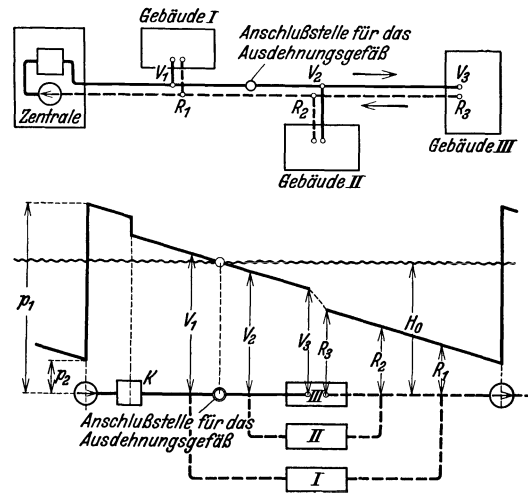 Gebäude I
Anschlußstelle für das
Ausdehnungsgefäß
V₁
V₂
V₃
R₁
R₂
R₃
Zentrale
Gebäude II
Gebäude III
p₁
p₂
V₁
V₂
V₃
R₃
R₂
H₀
R₁
K
Anschlußstelle für das
Ausdehnungsgefäß
III
II
I